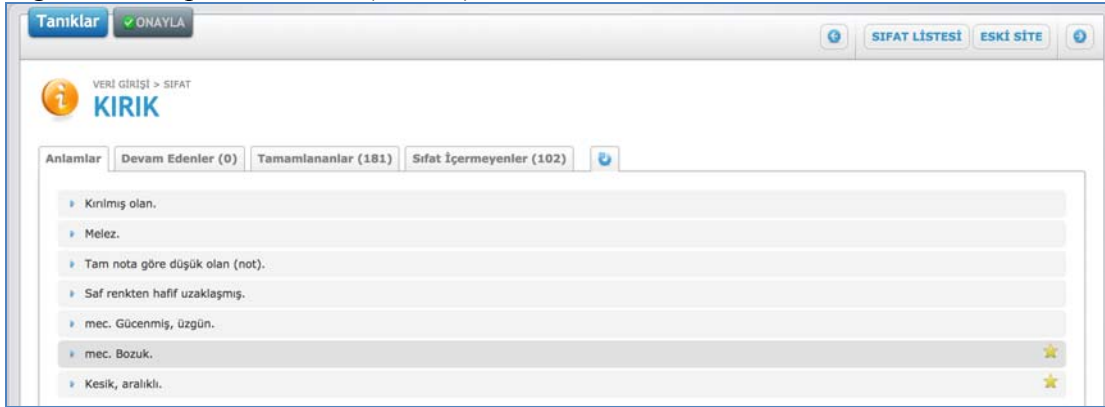 Tanıklar ONAYLA
SIFAT LİSTESİ ESKİ SİTE
VERİ GİRİŞİ > SIFAT
KIRIK
Anlamlar Devam Edenler (0) Tamamlananlar (181) Sıfat İçermeyenler (102)
Kırılmış olan.
Melez.
Tam nota göre düşük olan (not).
Saf renkten hafif uzaklaşmış.
mec. Gücenmiş, üzgün.
mec. Bozuk.
Kesik, aralıklı.